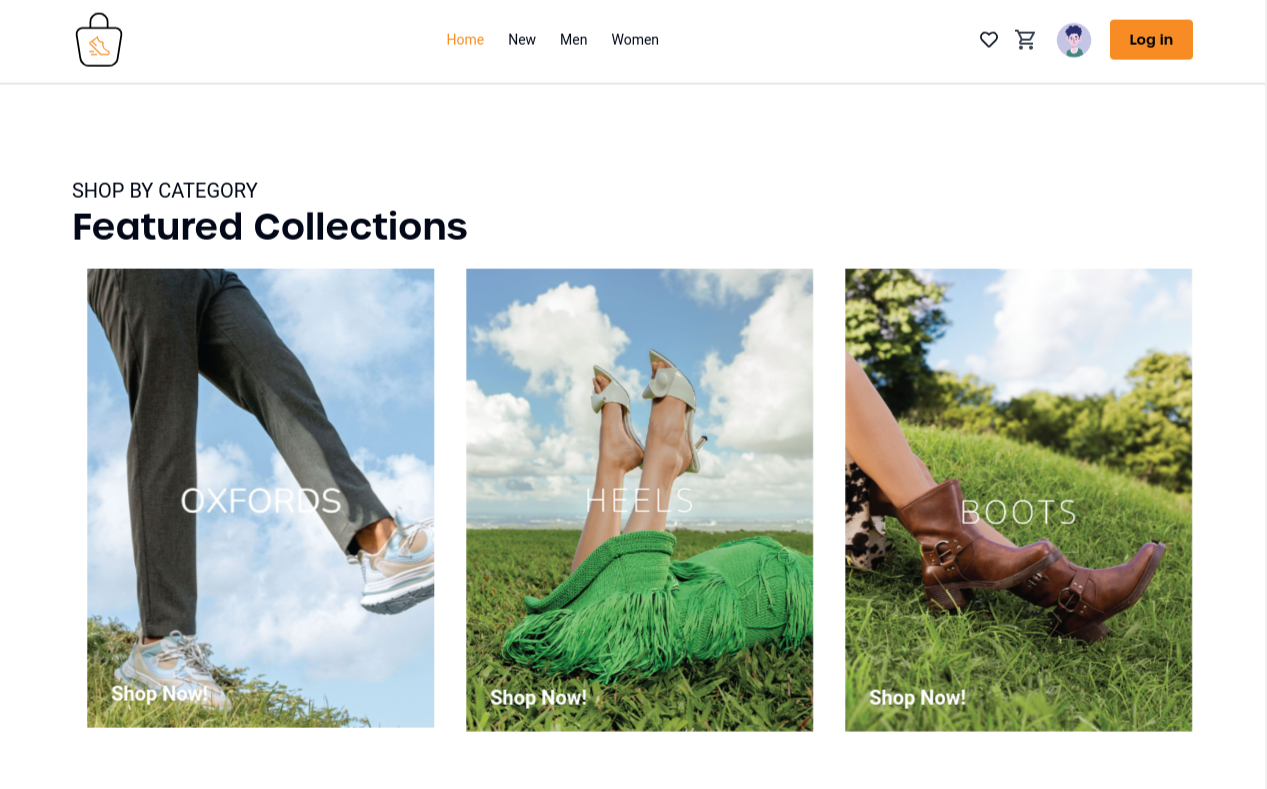 Home New Men Women Log in
SHOP BY CATEGORY
Featured Collections
OXFORDS
Shop Now!
HEELS
Shop Now!
BOOTS
Shop Now!